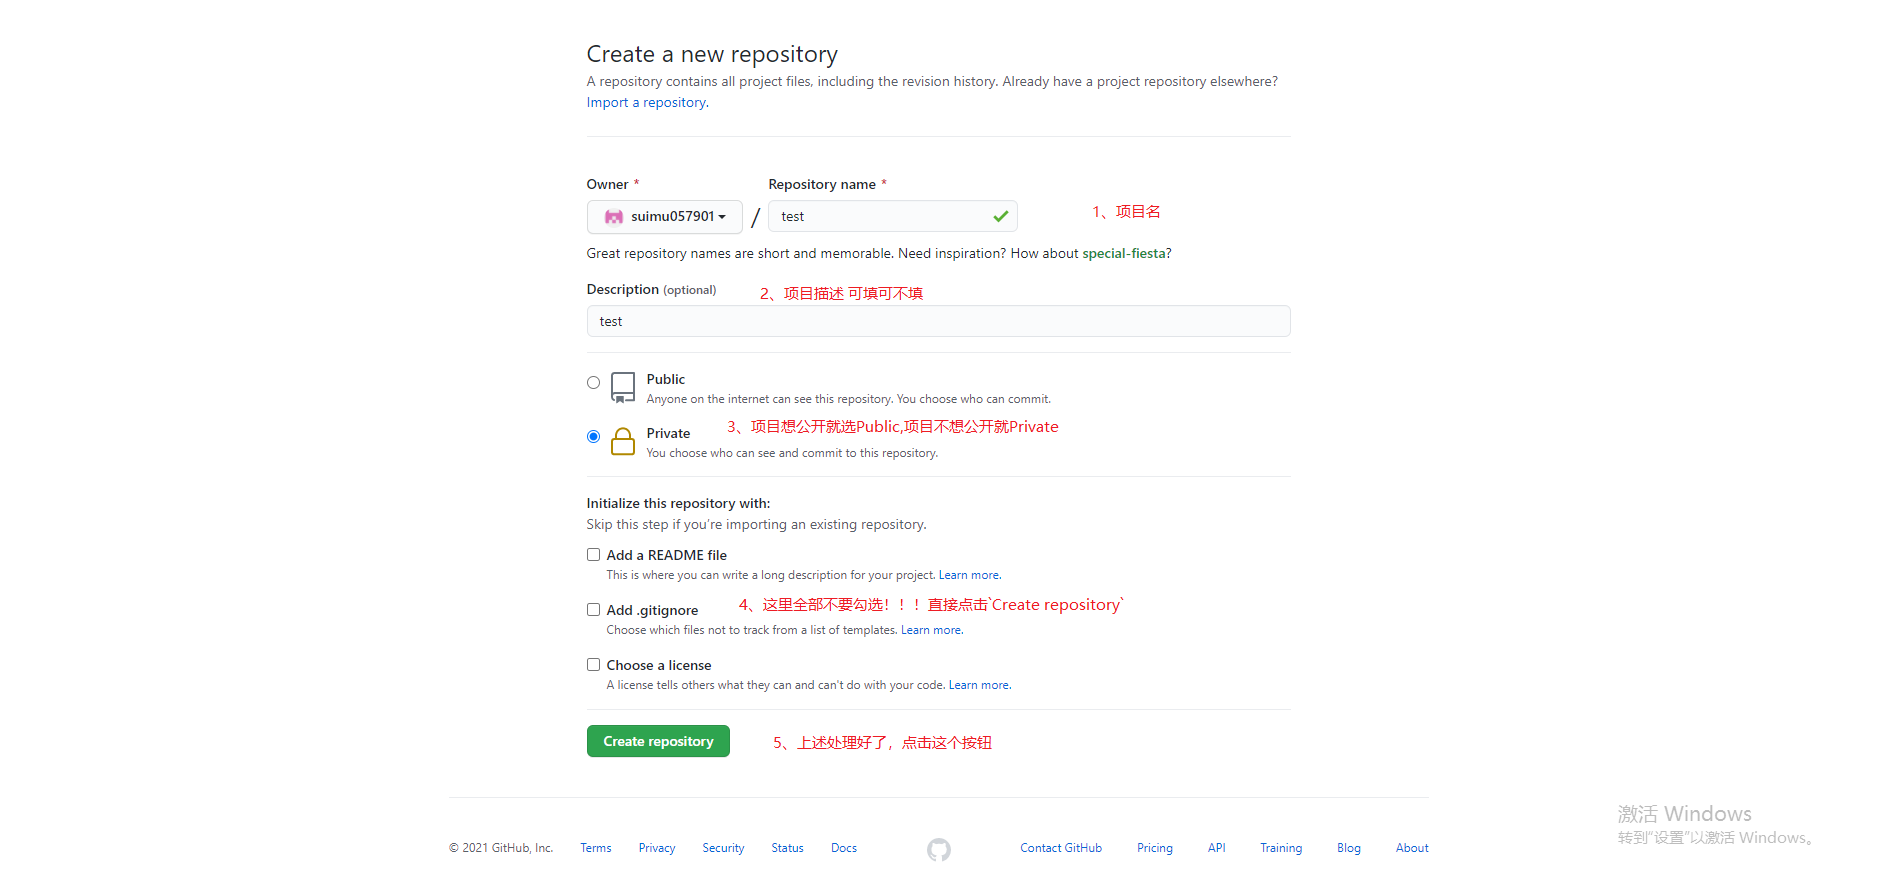 Create a new repository
A repository contains all project files, including the revision history. Already have a project repository elsewhere?
Import a repository.
Owner * Repository name *
suimu057901 / test 1、项目名
Great repository names are short and memorable. Need inspiration? How about special-fiesta?
Description (optional) 2、项目描述 可填可不填
test
Public
Anyone on the internet can see this repository. You choose who can commit.
3、项目想公开就选Public,项目不想公开就Private
Private
You choose who can see and commit to this repository.
Initialize this repository with:
Skip this step if you’re importing an existing repository.
Add a README file
This is where you can write a long description for your project. Learn more.
Add .gitignore 4、这里全部不要勾选！！！直接点击`Create repository`
Choose which files not to track from a list of templates. Learn more.
Choose a license
A license tells others what they can and can't do with your code. Learn more.
Create repository 5、上述处理好了，点击这个按钮
激活 Windows
转到“设置”以激活 Windows。
© 2021 GitHub, Inc. Terms Privacy Security Status Docs Contact GitHub Pricing API Training Blog About